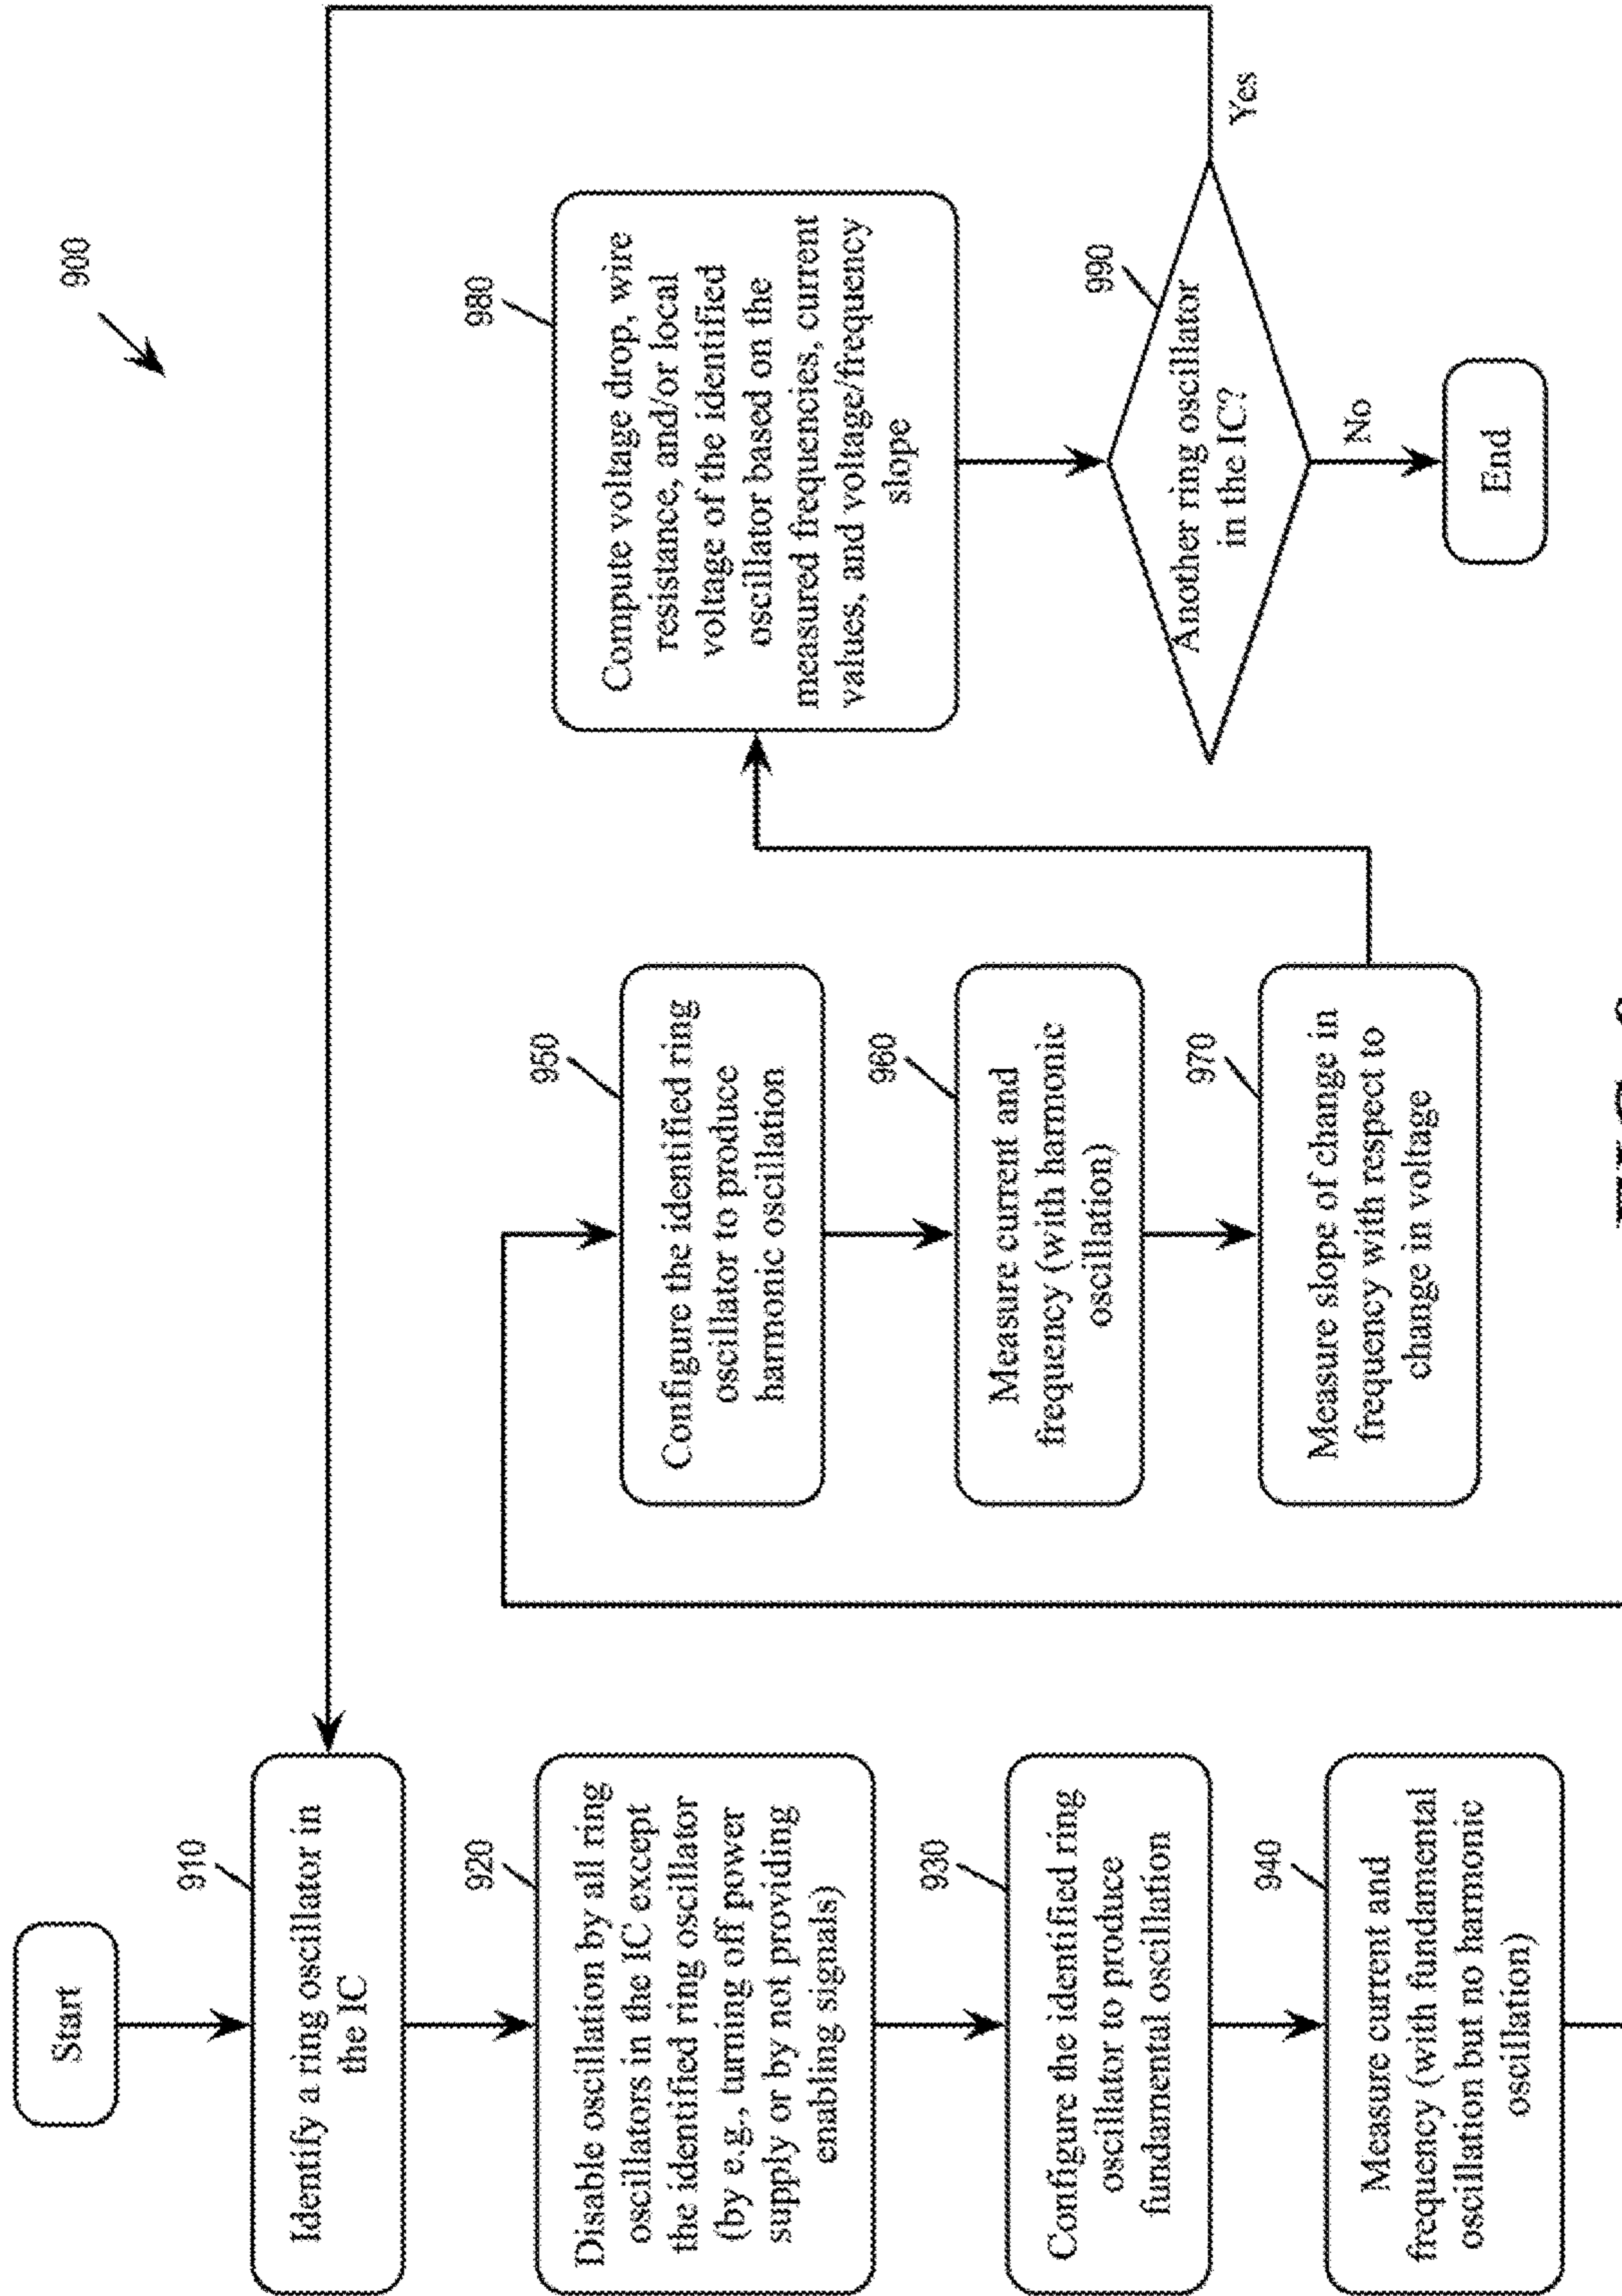 900
Start
910
Identify a ring oscillator in
the IC
920
Disable oscillation by all ring
oscillators in the IC except
the identified ring oscillator
(by e.g., turning off power
supply or by not providing
enabling signals)
930
Configure the identified ring
oscillator to produce
fundamental oscillation
940
Measure current and
frequency (with fundamental
oscillation but no harmonic
oscillation)
950
Configure the identified ring
oscillator to produce
harmonic oscillation
960
Measure current and
frequency (with harmonic
oscillation)
970
Measure slope of change in
frequency with respect to
change in voltage
980
Compute voltage drop, wire
resistance, and/or local
voltage of the identified
oscillator based on the
measured frequencies, current
values, and voltage/frequency
slope
990
Another ring oscillator
in the IC?
Yes
No
End